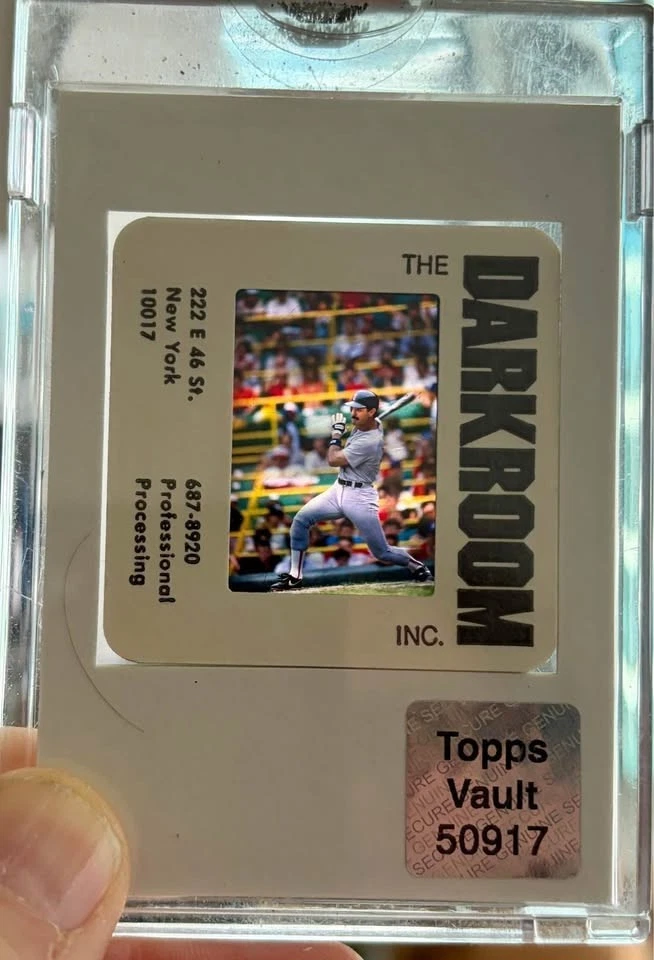 THE
DARKROOM
INC.
222 E 46 St.
New York
10017
687-8920
Professional
Processing
Topps
Vault
50917